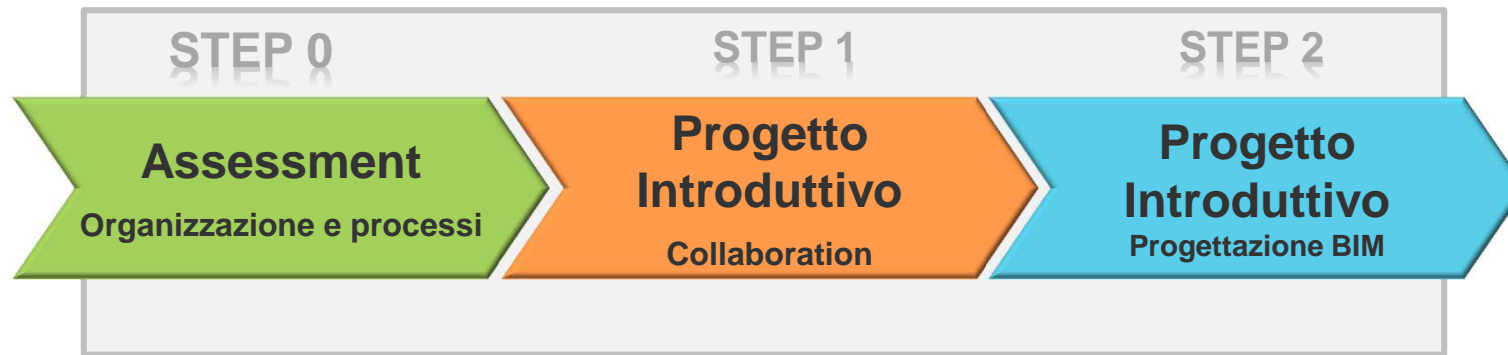 STEP 0
STEP 1
STEP 2
Assessment
Organizzazione e processi
Progetto
Introduttivo
Collaboration
Progetto
Introduttivo
Progettazione BIM